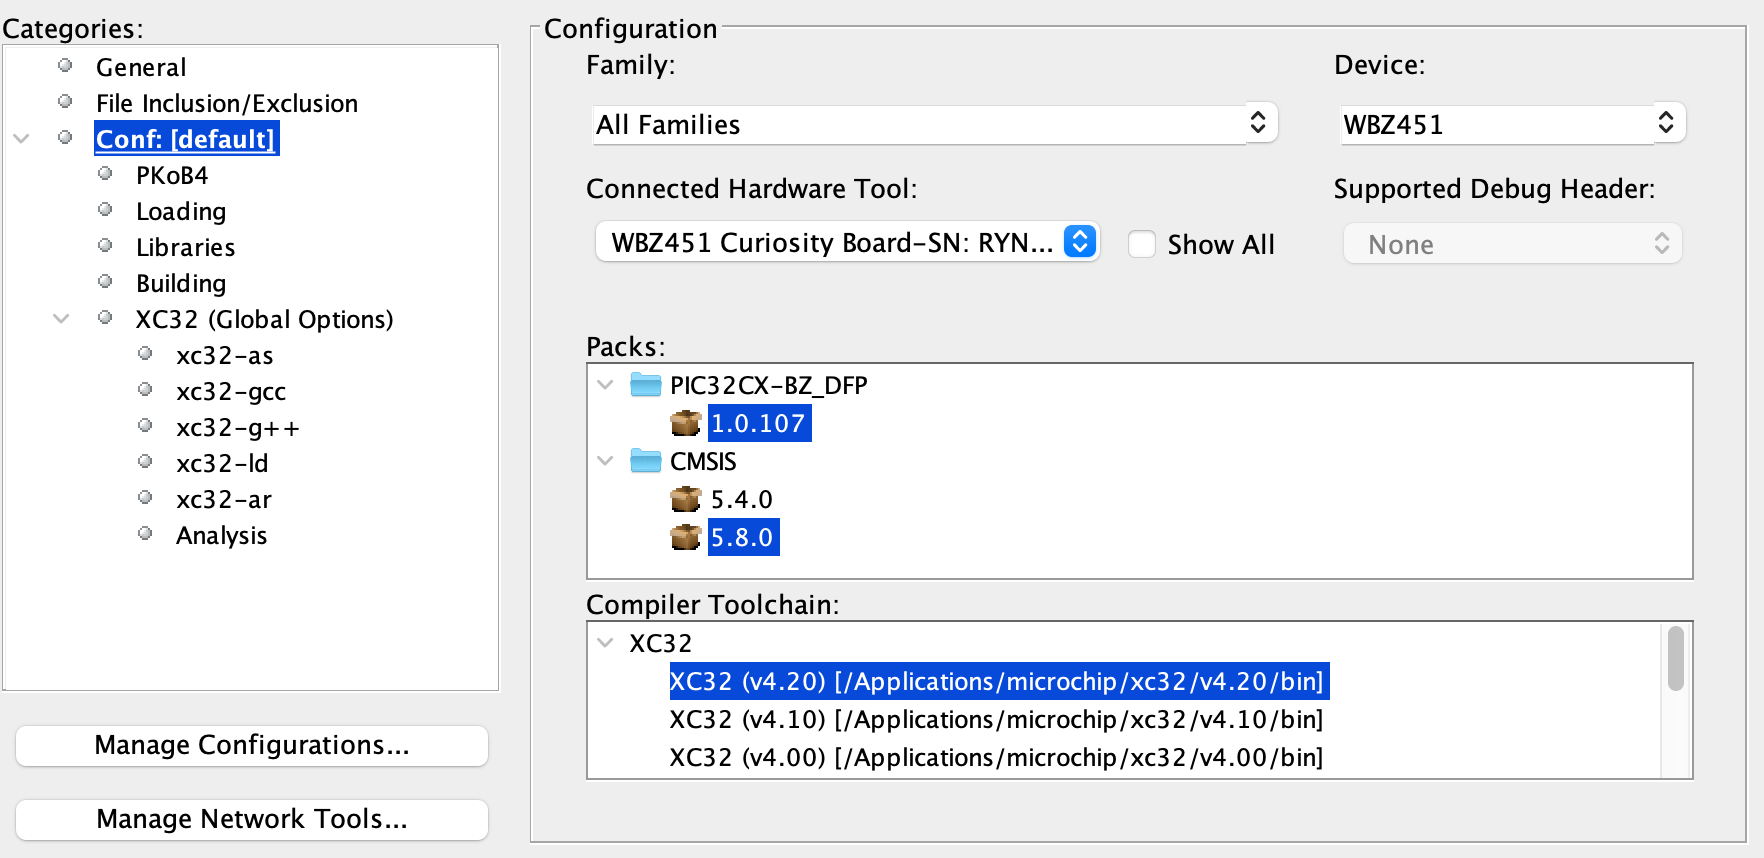 Categories:
General
File Inclusion/Exclusion
Conf: [default]
PKoB4
Loading
Libraries
Building
XC32 (Global Options)
xc32-as
xc32-gcc
xc32-g++
xc32-ld
xc32-ar
Analysis
Manage Configurations...
Manage Network Tools...
Configuration
Family:
Device:
All Families
WBZ451
Connected Hardware Tool:
Supported Debug Header:
WBZ451 Curiosity Board-SN: RYN...
Show All
None
Packs:
PIC32CX-BZ_DFP
1.0.107
CMSIS
5.4.0
5.8.0
Compiler Toolchain:
XC32
XC32 (v4.20) [/Applications/microchip/xc32/v4.20/bin]
XC32 (v4.10) [/Applications/microchip/xc32/v4.10/bin]
XC32 (v4.00) [/Applications/microchip/xc32/v4.00/bin]